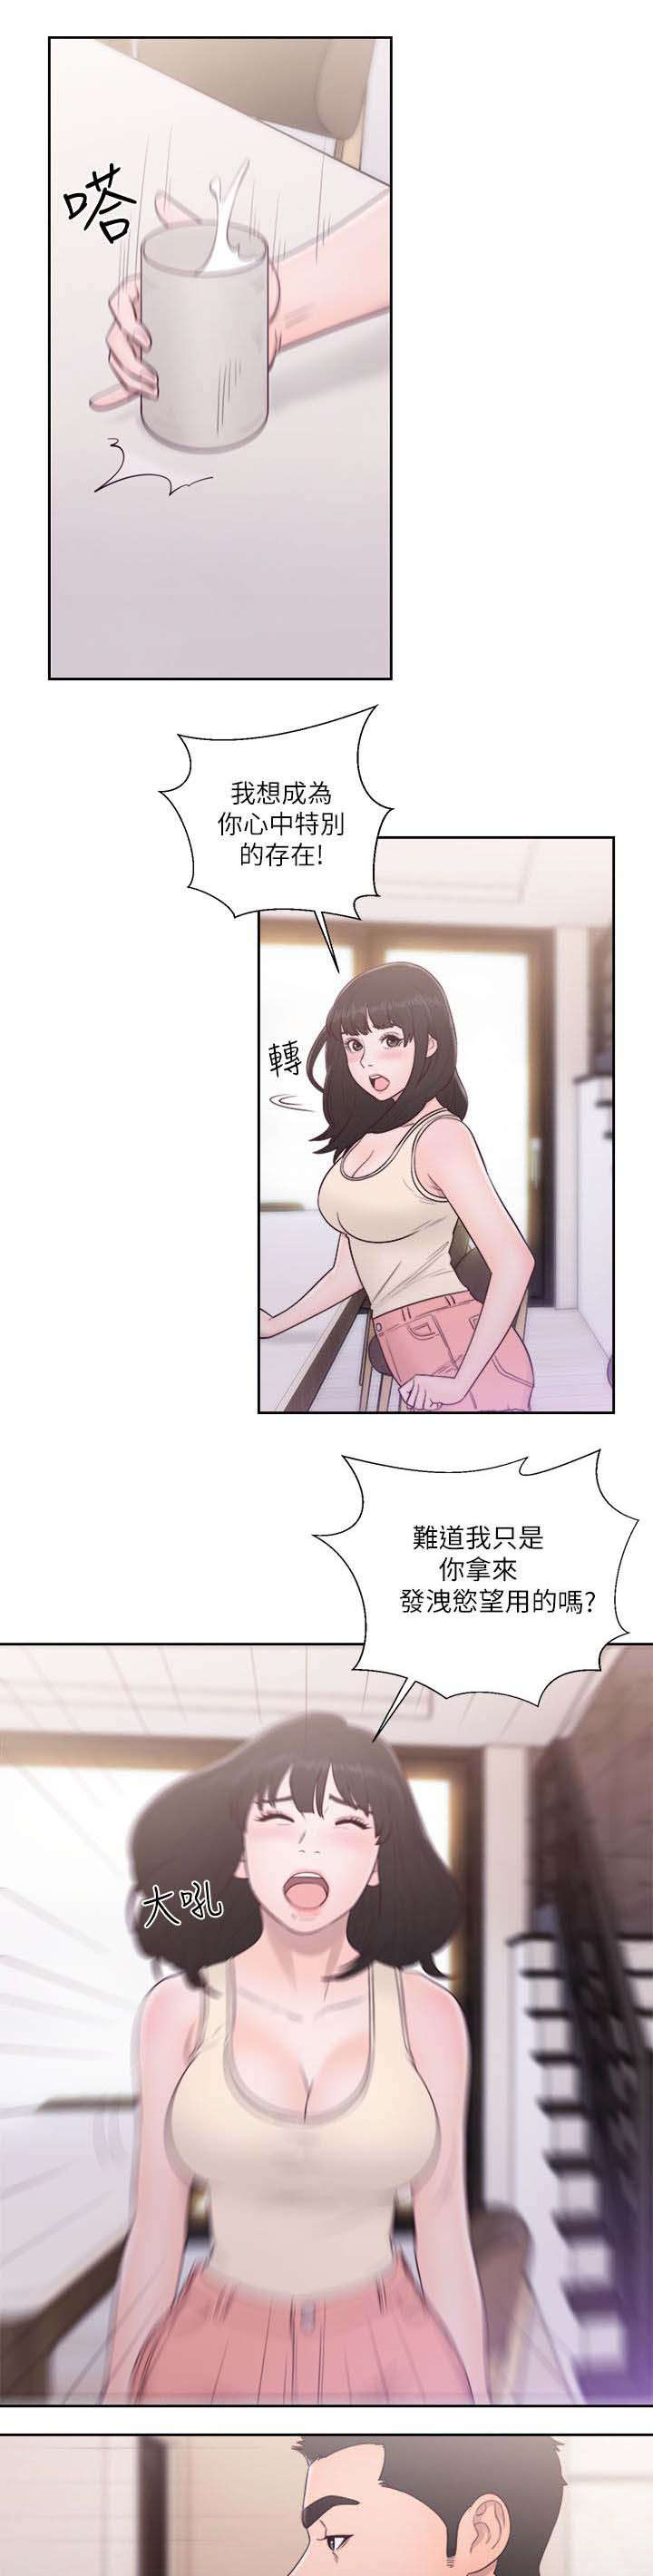 嗒
我想成為
你心中特別
的存在!
轉
難道我只是
你拿來
發洩慾望用的嗎?
大吼